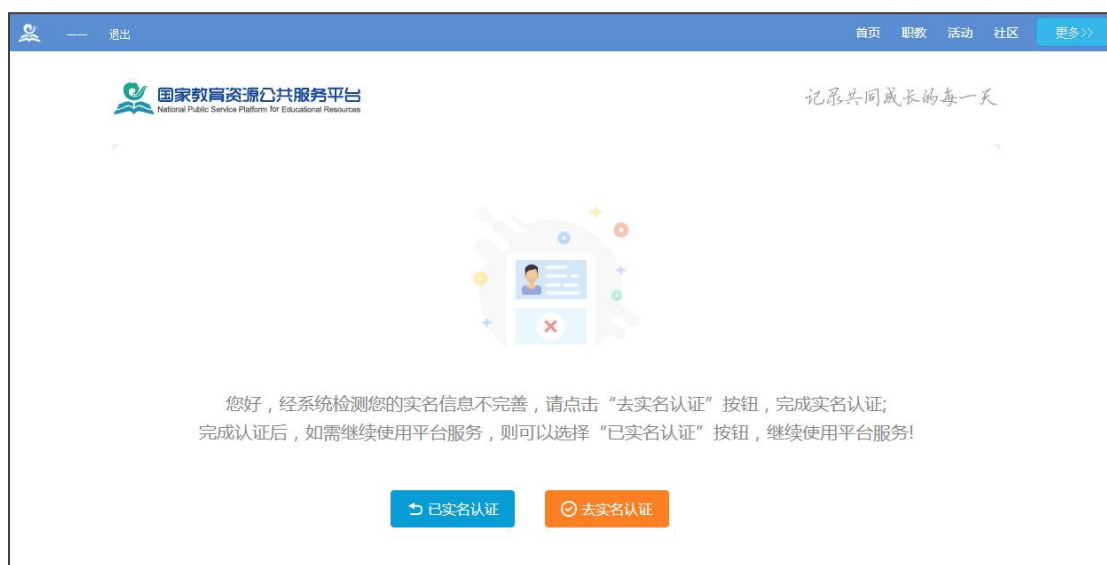 —— 退出 首页 职教 活动 社区 更多>>
国家教育资源公共服务平台
National Public Service Platform for Educational Resources
记录共同成长的每一天
您好，经系统检测您的实名信息不完善，请点击“去实名认证”按钮，完成实名认证;
完成认证后，如需继续使用平台服务，则可以选择“已实名认证”按钮，继续使用平台服务!
已实名认证 去实名认证